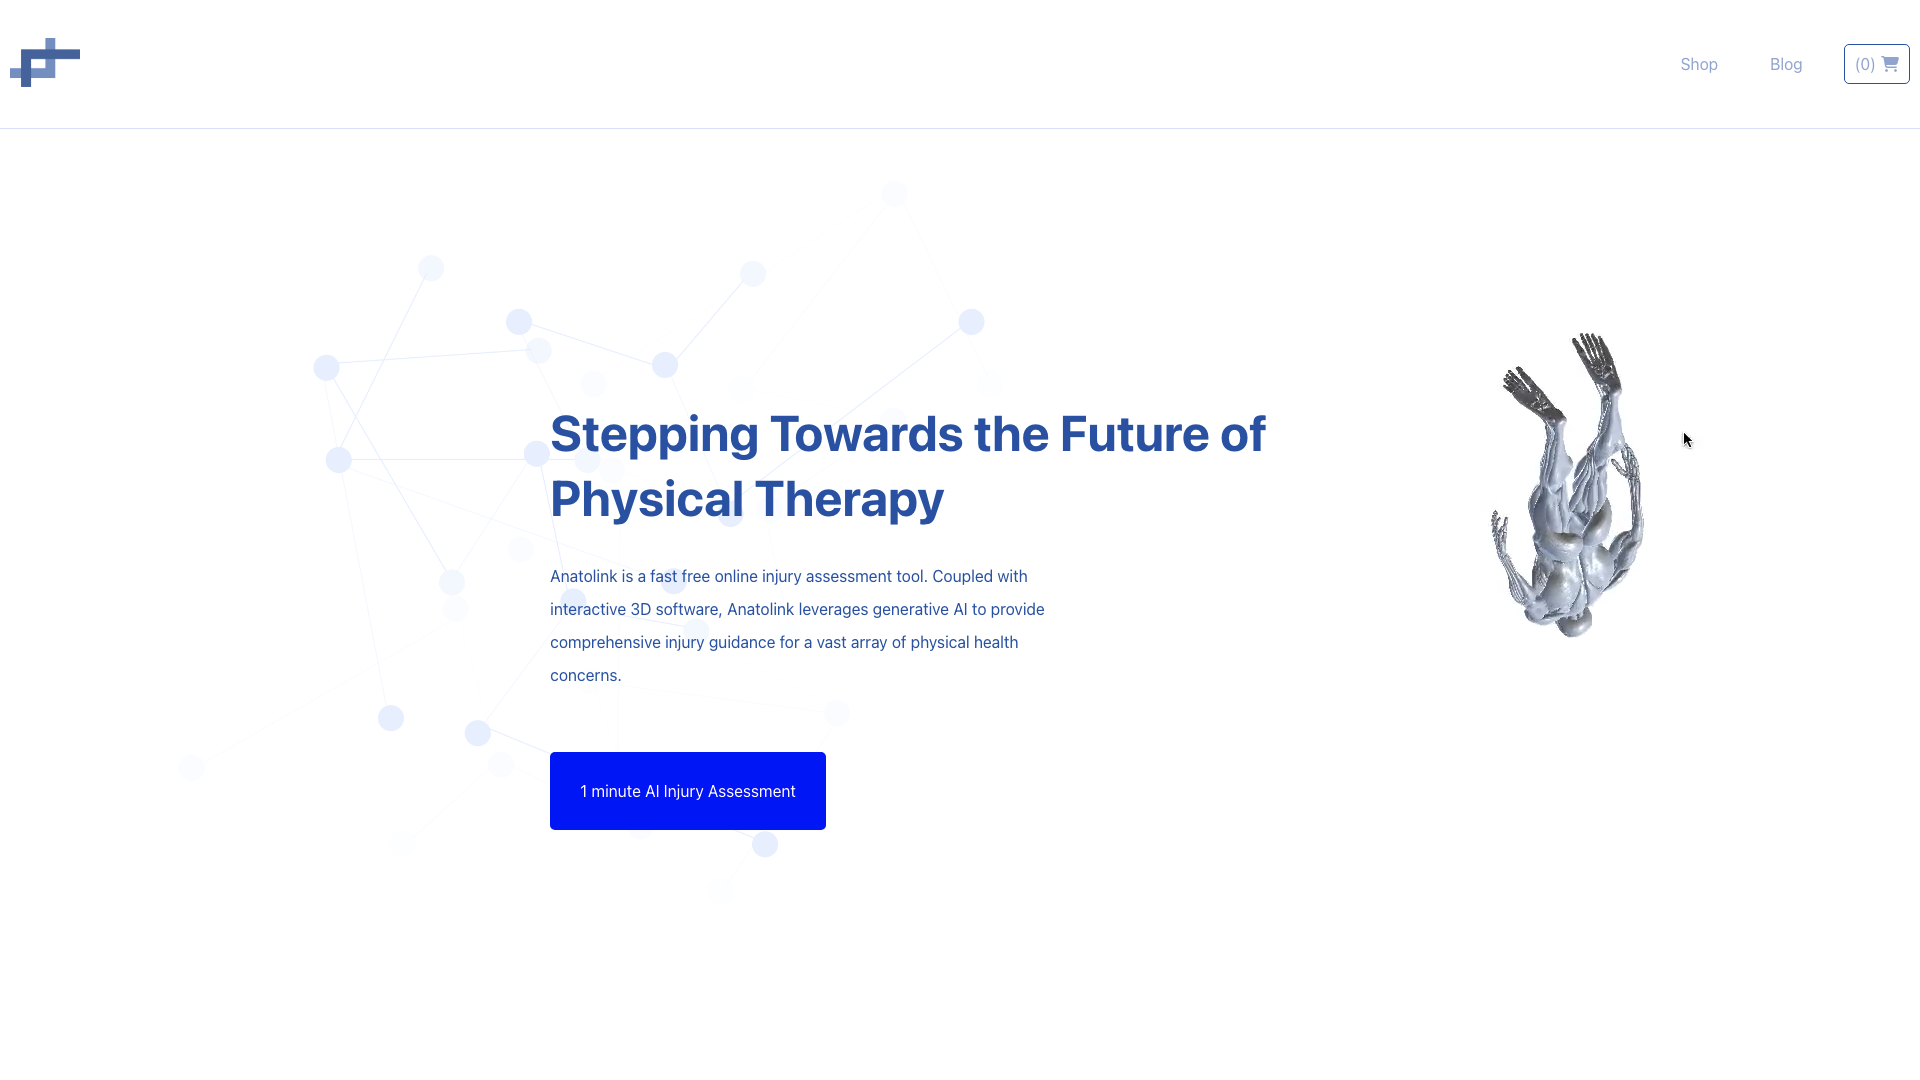 Shop
Blog
(0)
Stepping Towards the Future of
Physical Therapy
Anatolink is a fast free online injury assessment tool. Coupled with
interactive 3D software, Anatolink leverages generative AI to provide
comprehensive injury guidance for a vast array of physical health
concerns.
1 minute AI Injury Assessment